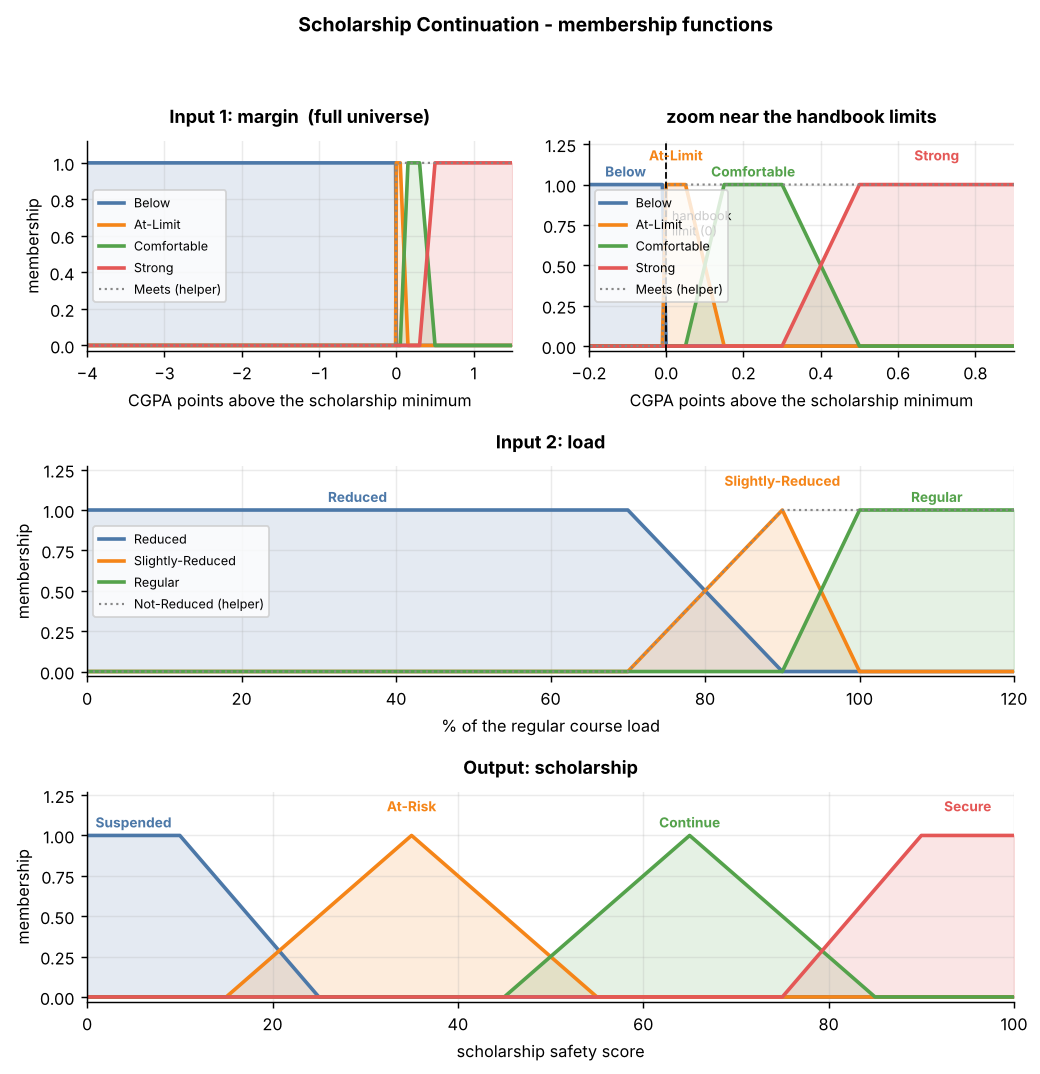 Scholarship Continuation - membership functions
Input 1: margin (full universe)
membership
1.0
0.8
0.6
0.4
0.2
0.0
Below
At-Limit
Comfortable
Strong
Meets (helper)
−4
−3
−2
−1
0
1
CGPA points above the scholarship minimum
zoom near the handbook limits
1.25
1.00
0.75
0.50
0.25
0.00
At-Limit
Strong
Below
Comfortable
handbook
limit (0)
Below
At-Limit
Comfortable
Strong
Meets (helper)
−0.2
0.0
0.2
0.4
0.6
0.8
CGPA points above the scholarship minimum
Input 2: load
membership
1.25
1.00
0.75
0.50
0.25
0.00
Slightly-Reduced
Reduced
Regular
Reduced
Slightly-Reduced
Regular
Not-Reduced (helper)
0
20
40
60
80
100
120
% of the regular course load
Output: scholarship
membership
1.25
1.00
0.75
0.50
0.25
0.00
At-Risk
Secure
Suspended
Continue
0
20
40
60
80
100
scholarship safety score